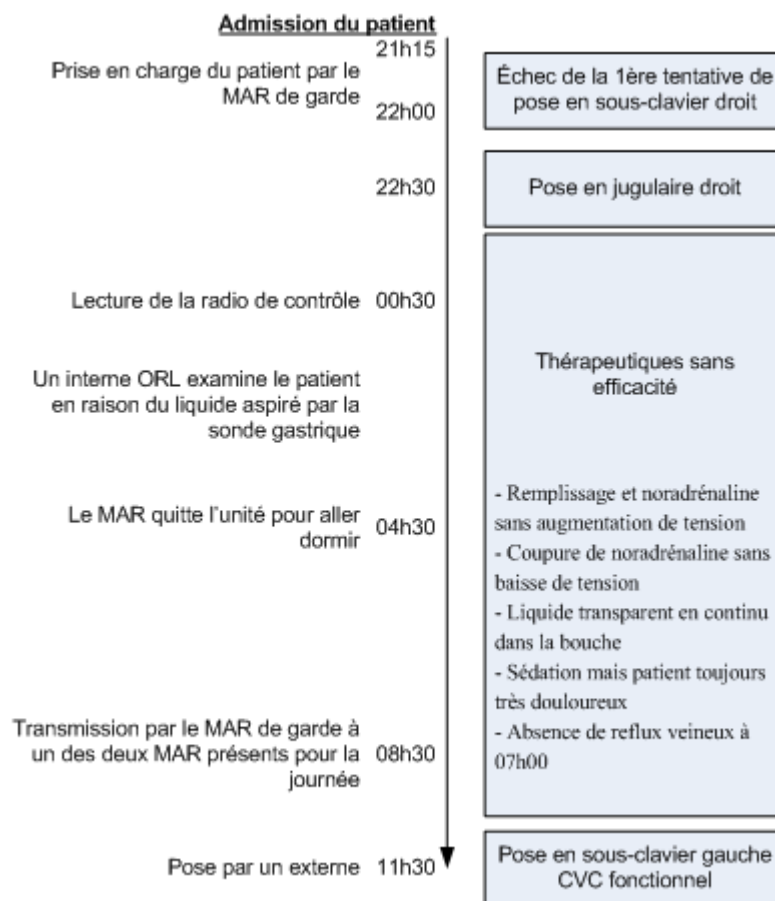 Admission du patient
21h15
Prise en charge du patient par le
MAR de garde
22h00
Échec de la 1ère tentative de
pose en sous-clavier droit
22h30
Pose en jugulaire droit
Lecture de la radio de contrôle 00h30
Thérapeutiques sans
efficacité
Un interne ORL examine le patient
en raison du liquide aspiré par la
sonde gastrique
Le MAR quitte l'unité pour aller
dormir
04h30
- Remplissage et noradrénaline
sans augmentation de tension
- Coupure de noradrénaline sans
baisse de tension
- Liquide transparent en continu
dans la bouche
- Sédation mais patient toujours
très douloureux
- Absence de reflux veineux à
07h00
Transmission par le MAR de garde à
un des deux MAR présents pour la
journée
08h30
Pose par un externe 11h30
Pose en sous-clavier gauche
CVC fonctionnel